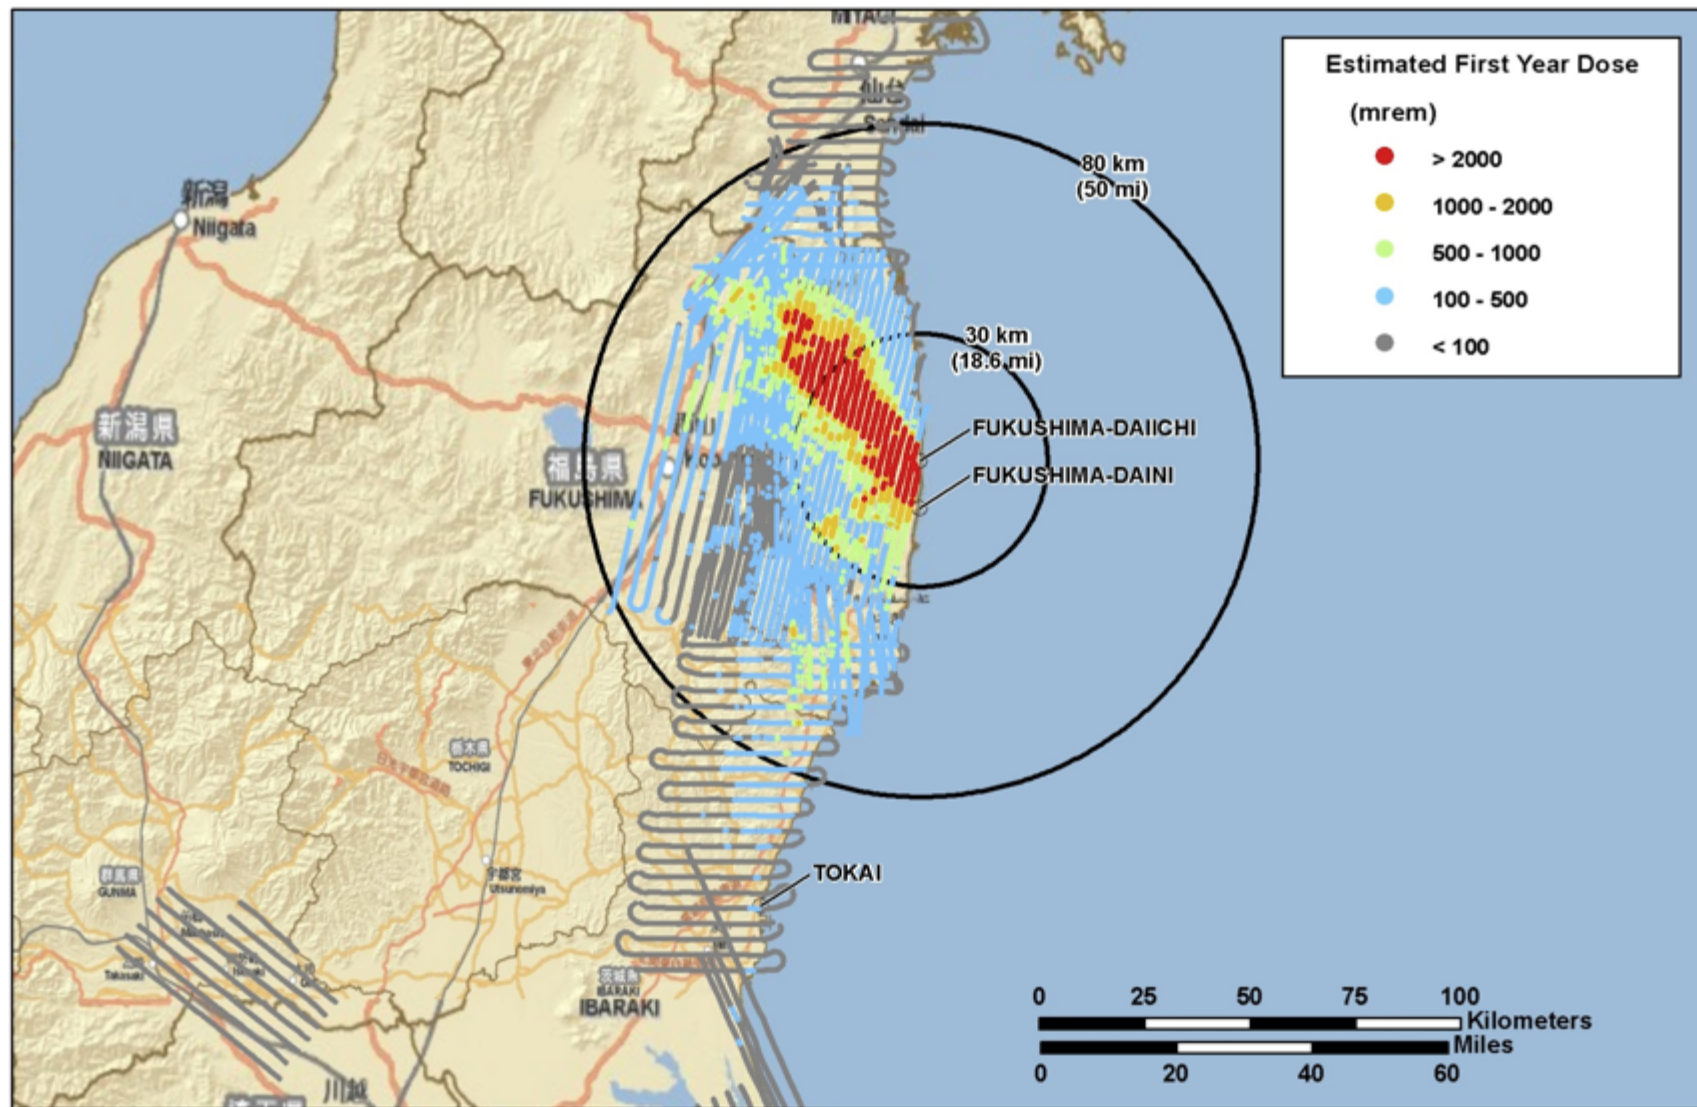 MIYAGI
仙台
Sendai
Estimated First Year Dose
(mrem)
> 2000
1000 - 2000
500 - 1000
100 - 500
< 100
80 km
(50 mi)
新潟
Niigata
30 km
(18.6 mi)
新潟県
NIIGATA
福島県
FUKUSHIMA
FUKUSHIMA-DAIICHI
FUKUSHIMA-DAINI
栃木県
TOCHIGI
群馬県
GUNMA
宇都宮
Utsunomiya
TOKAI
Takasaki
茨城県
IBARAKI
IBARAKI
川越
0 25 50 75 100
Kilometers
Miles
0 20 40 60